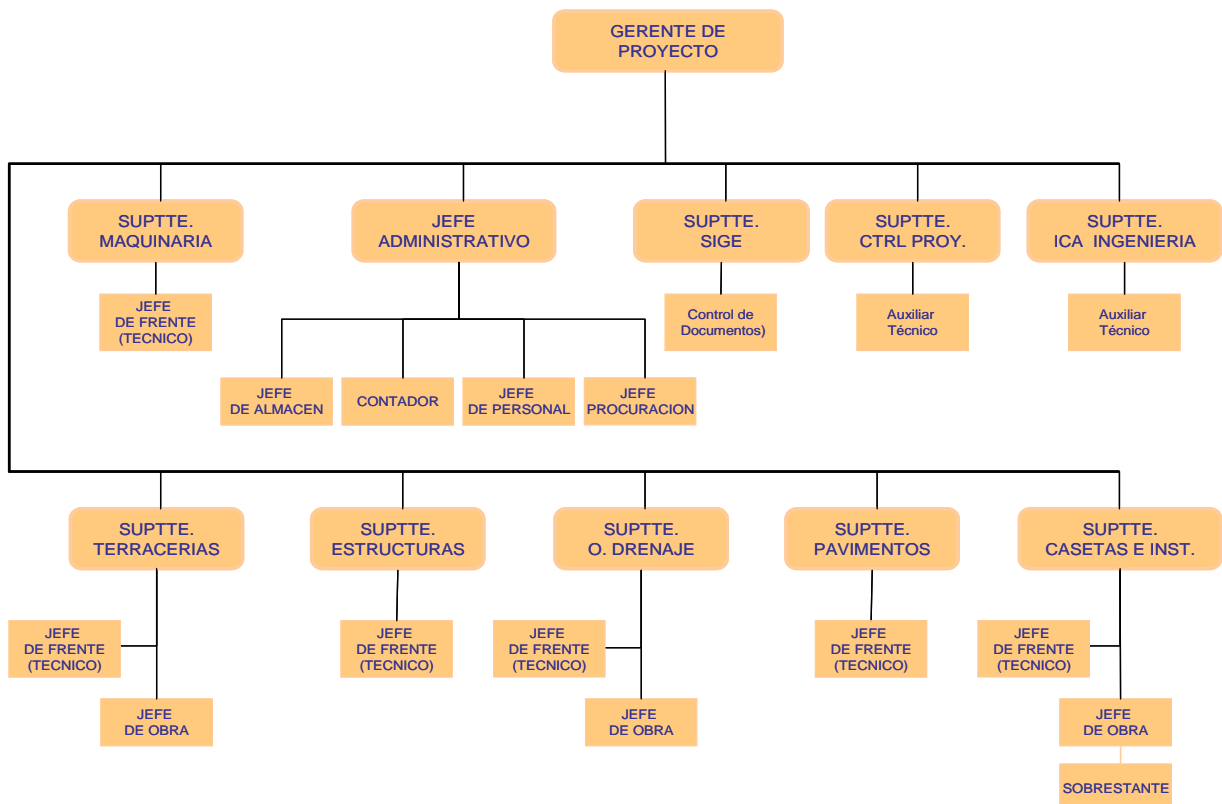 GERENTE DE
PROYECTO
SUPTTE.
MAQUINARIA
JEFE
ADMINISTRATIVO
SUPTTE.
SIGE
SUPTTE.
CTRL PROY.
SUPTTE.
ICA INGENIERIA
JEFE
DE FRENTE
(TECNICO)
Control de
Documentos)
Auxiliar
Técnico
Auxiliar
Técnico
JEFE
DE ALMACEN
CONTADOR
JEFE
DE PERSONAL
JEFE
PROCURACION
SUPTTE.
TERRACERIAS
SUPTTE.
ESTRUCTURAS
SUPTTE.
O. DRENAJE
SUPTTE.
PAVIMENTOS
SUPTTE.
CASETAS E INST.
JEFE
DE FRENTE
(TECNICO)
JEFE
DE FRENTE
(TECNICO)
JEFE
DE FRENTE
(TECNICO)
JEFE
DE FRENTE
(TECNICO)
JEFE
DE FRENTE
(TECNICO)
JEFE
DE OBRA
JEFE
DE OBRA
JEFE
DE OBRA
SOBRESTANTE